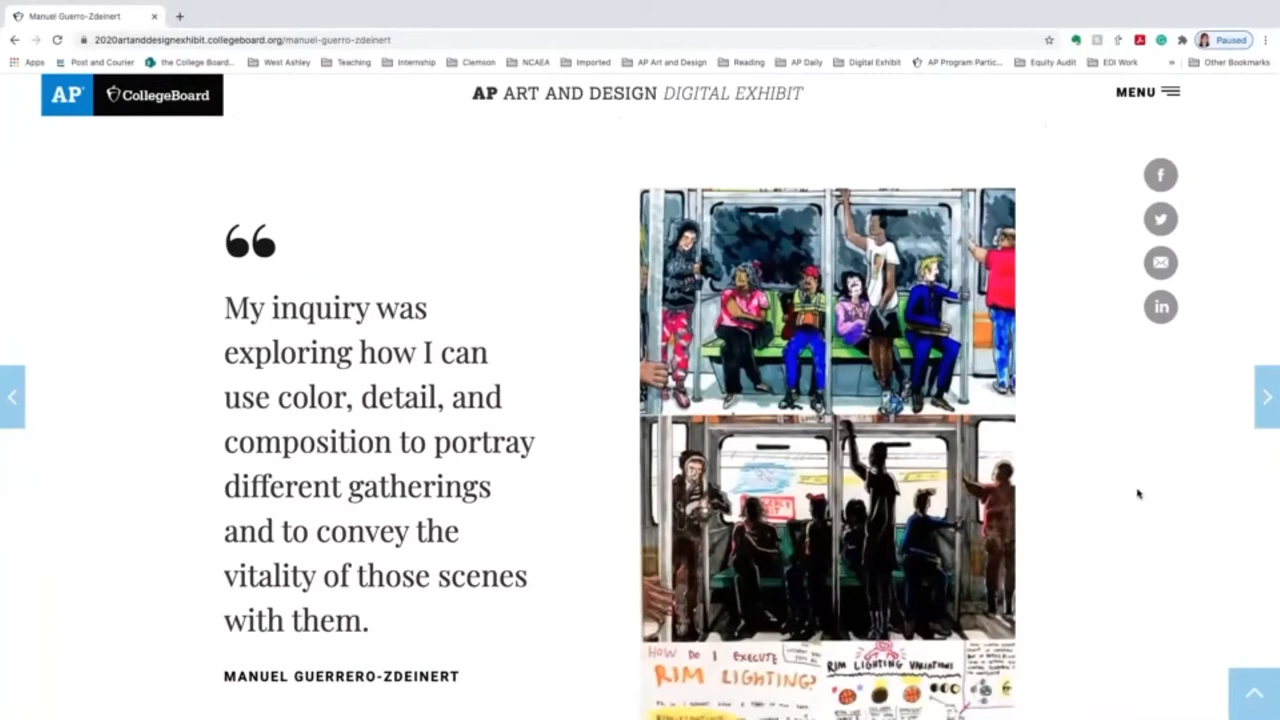 Manuel Guerro-Zdeinert
2020artanddesignexhibit.collegeboard.org/manuel-guerro-zdeinert
Paused
Apps Post and Courier the College Board... West Ashley Teaching Internship Clemson NCAEA Imported AP Art and Design Reading AP Daily Digital Exhibit AP Program Partic... Equity Audit EDI Work » Other Bookmarks
AP CollegeBoard
AP ART AND DESIGN DIGITAL EXHIBIT
MENU
My inquiry was
exploring how I can
use color, detail, and
composition to portray
different gatherings
and to convey the
vitality of those scenes
with them.
MANUEL GUERRERO-ZDEINERT
HOW DO I EXECUTE
RIM LIGHTING?
RIM LIGHTING VARIATIONS